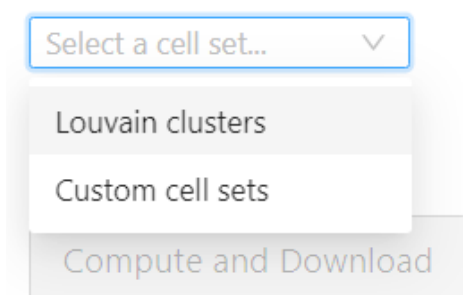 Select a cell set...
Louvain clusters
Custom cell sets
Compute and Download